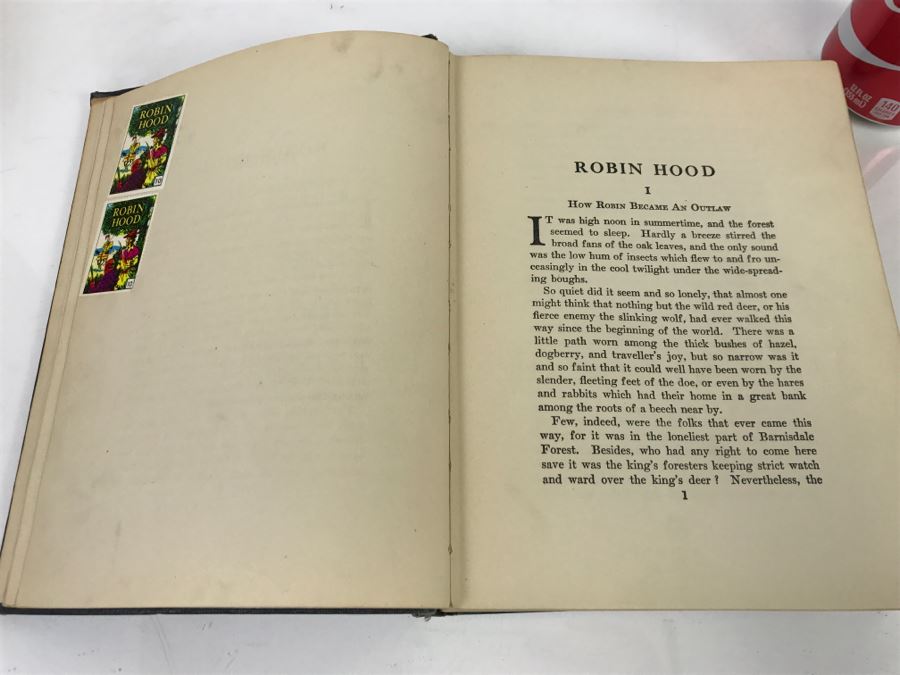 ROBIN
HOOD
10
ROBIN
HOOD
12 FL OZ
140
ROBIN HOOD
I
How Robin Became An Outlaw
IT was high noon in summertime, and the forest
seemed to sleep. Hardly a breeze stirred the
broad fans of the oak leaves, and the only sound
was the low hum of insects which flew to and fro un-
ceasingly in the cool twilight under the wide-spread-
ing boughs.
So quiet did it seem and so lonely, that almost one
might think that nothing but the wild red deer, or his
fierce enemy the slinking wolf, had ever walked this
way since the beginning of the world. There was a
little path worn among the thick bushes of hazel,
dogberry, and traveller's joy, but so narrow was it
and so faint that it could well have been worn by the
slender, fleeting feet of the doe, or even by the hares
and rabbits which had their home in a great bank
among the roots of a beech near by.
Few, indeed, were the folks that ever came this
way, for it was in the loneliest part of Barnisdale
Forest. Besides, who had any right to come here
save it was the king's foresters keeping strict watch
and ward over the king's deer? Nevertheless, the
1